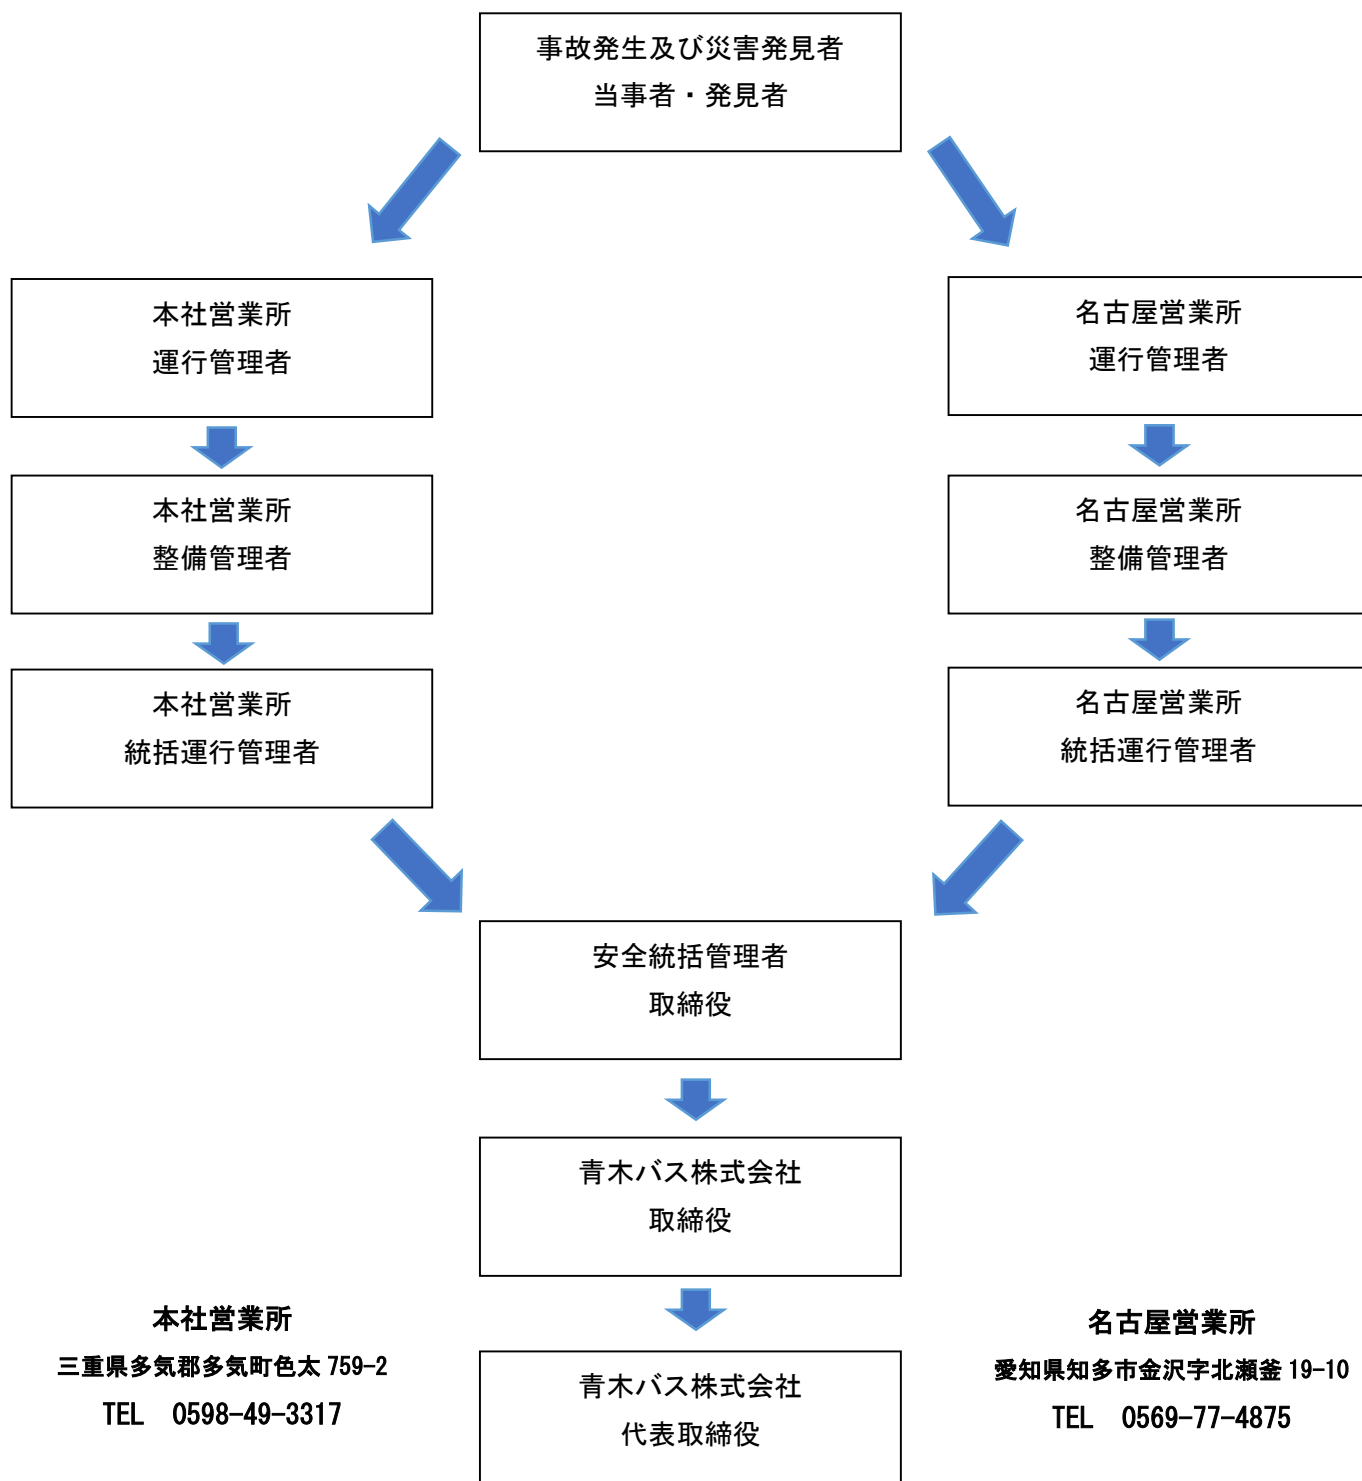 事故発生及び災害発見者
当事者・発見者
本社営業所
運行管理者
名古屋営業所
運行管理者
本社営業所
整備管理者
名古屋営業所
整備管理者
本社営業所
統括運行管理者
名古屋営業所
統括運行管理者
安全統括管理者
取締役
青木バス株式会社
取締役
青木バス株式会社
代表取締役
本社営業所
三重県多気郡多気町色太 759-2
TEL　0598-49-3317
名古屋営業所
愛知県知多市金沢字北瀬釜 19-10
TEL　0569-77-4875